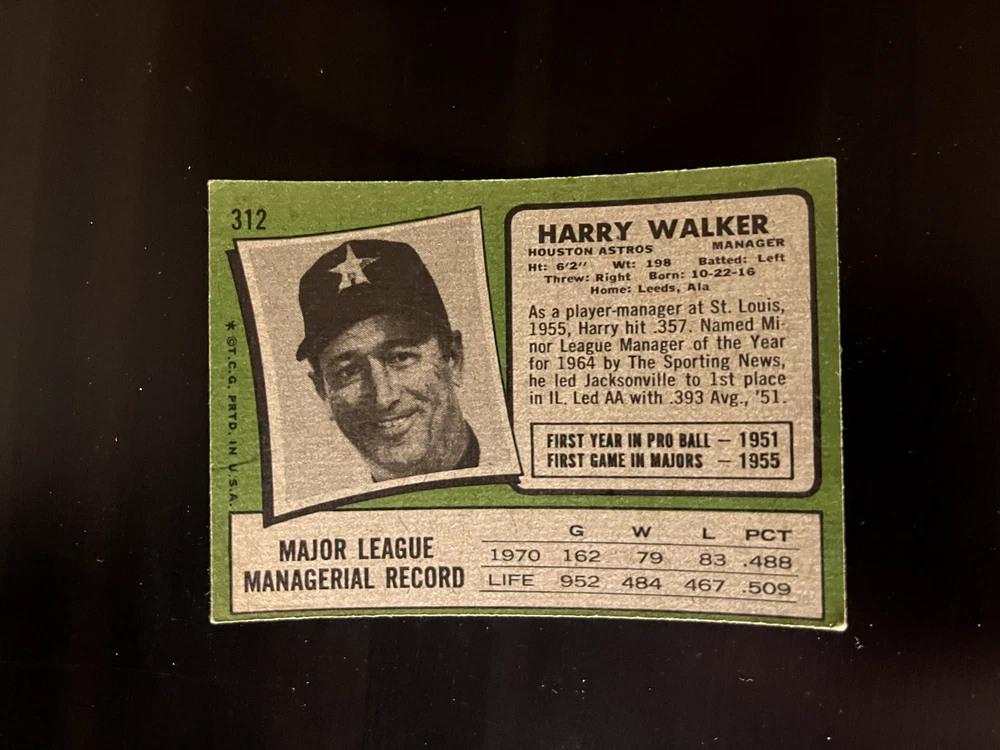 312
* ©T.C.G. PRTD. IN U.S.A.
H
HARRY WALKER
HOUSTON ASTROS MANAGER
Ht: 6'2" Wt: 198 Batted: Left
Threw: Right Born: 10-22-16
Home: Leeds, Ala
As a player-manager at St. Louis,
1955, Harry hit .357. Named Mi-
nor League Manager of the Year
for 1964 by The Sporting News,
he led Jacksonville to 1st place
in IL. Led AA with .393 Avg., '51.
FIRST YEAR IN PRO BALL — 1951
FIRST GAME IN MAJORS — 1955
MAJOR LEAGUE
MANAGERIAL RECORD
G W L PCT
1970 162 79 83 .488
LIFE 952 484 467 .509